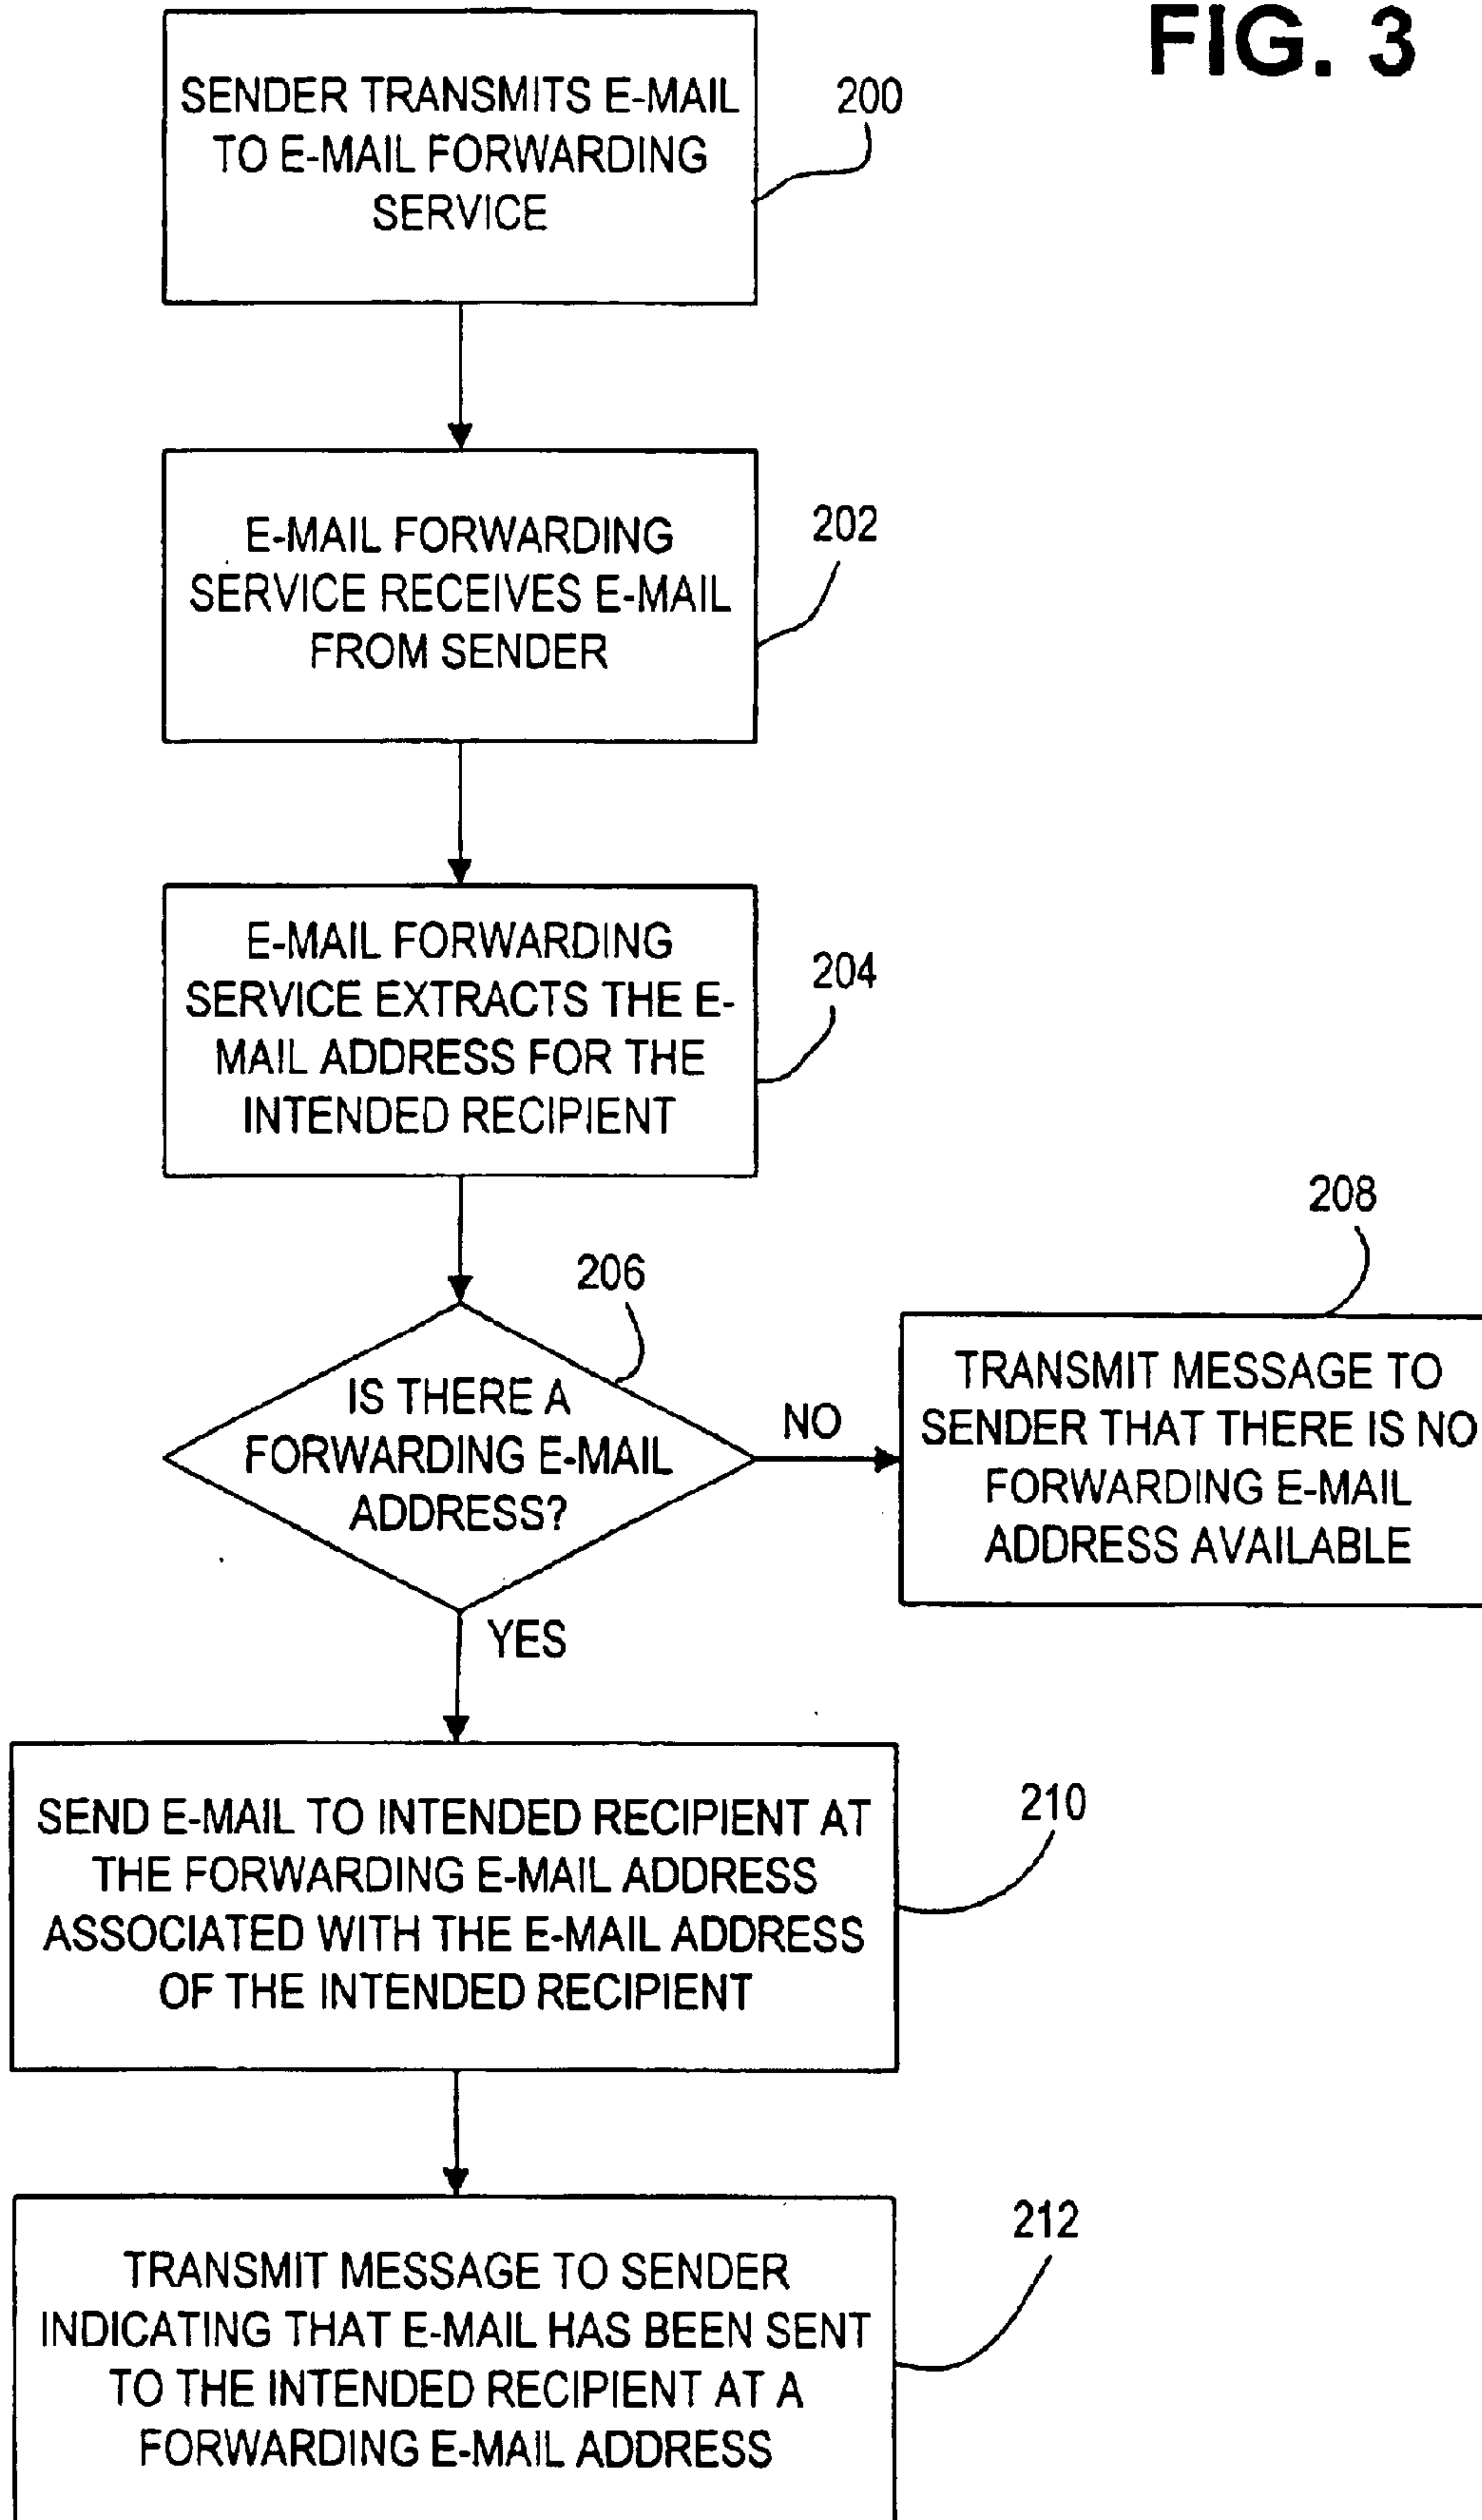 FIG. 3
SENDER TRANSMITS E-MAIL
TO E-MAIL FORWARDING
SERVICE
200
E-MAIL FORWARDING
SERVICE RECEIVES E-MAIL
FROM SENDER
202
E-MAIL FORWARDING
SERVICE EXTRACTS THE E-
MAIL ADDRESS FOR THE
INTENDED RECIPIENT
204
206
IS THERE A
FORWARDING E-MAIL
ADDRESS?
NO
208
TRANSMIT MESSAGE TO
SENDER THAT THERE IS NO
FORWARDING E-MAIL
ADDRESS AVAILABLE
YES
SEND E-MAIL TO INTENDED RECIPIENT AT
THE FORWARDING E-MAIL ADDRESS
ASSOCIATED WITH THE E-MAIL ADDRESS
OF THE INTENDED RECIPIENT
210
TRANSMIT MESSAGE TO SENDER
INDICATING THAT E-MAIL HAS BEEN SENT
TO THE INTENDED RECIPIENT AT A
FORWARDING E-MAIL ADDRESS
212